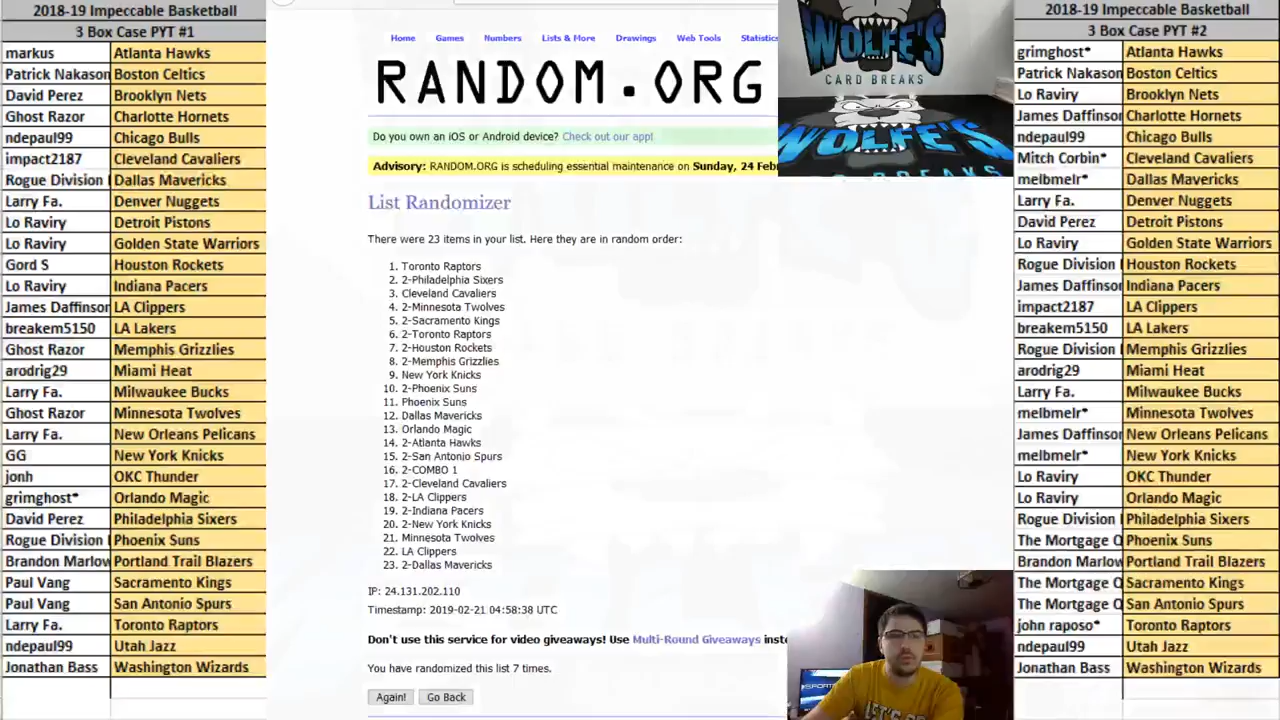 2018-19 Impeccable Basketball
3 Box Case PYT #1
markus Atlanta Hawks
Patrick Nakason Boston Celtics
David Perez Brooklyn Nets
Ghost Razor Charlotte Hornets
ndepaul99 Chicago Bulls
impact2187 Cleveland Cavaliers
Rogue Division Dallas Mavericks
Larry Fa. Denver Nuggets
Lo Raviry Detroit Pistons
Lo Raviry Golden State Warriors
Gord S Houston Rockets
Lo Raviry Indiana Pacers
James Daffinson LA Clippers
breakem5150 LA Lakers
Ghost Razor Memphis Grizzlies
arodrig29 Miami Heat
Larry Fa. Milwaukee Bucks
Ghost Razor Minnesota Twolves
Larry Fa. New Orleans Pelicans
GG New York Knicks
jonh OKC Thunder
grimghost* Orlando Magic
David Perez Philadelphia Sixers
Rogue Division Phoenix Suns
Brandon Marlow Portland Trail Blazers
Paul Vang Sacramento Kings
Paul Vang San Antonio Spurs
Larry Fa. Toronto Raptors
ndepaul99 Utah Jazz
Jonathan Bass Washington Wizards
Home Games Numbers Lists & More Drawings Web Tools Statistics
RANDOM.ORG
Do you own an iOS or Android device? Check out our app!
Advisory: RANDOM.ORG is scheduling essential maintenance on Sunday, 24 Feb
List Randomizer
There were 23 items in your list. Here they are in random order:
1. Toronto Raptors
2. 2-Philadelphia Sixers
3. Cleveland Cavaliers
4. 2-Minnesota Twolves
5. 2-Sacramento Kings
6. 2-Toronto Raptors
7. 2-Houston Rockets
8. 2-Memphis Grizzlies
9. New York Knicks
10. 2-Phoenix Suns
11. Phoenix Suns
12. Dallas Mavericks
13. Orlando Magic
14. 2-Atlanta Hawks
15. 2-San Antonio Spurs
16. 2-COMBO 1
17. 2-Cleveland Cavaliers
18. 2-LA Clippers
19. 2-Indiana Pacers
20. 2-New York Knicks
21. Minnesota Twolves
22. LA Clippers
23. 2-Dallas Mavericks
IP: 24.131.202.110
Timestamp: 2019-02-21 04:58:38 UTC
Don't use this service for video giveaways! Use Multi-Round Giveaways inste
You have randomized this list 7 times.
Again! Go Back
WOLFE'S
CARD BREAKS
WOLFE'S
CARD BREAKS
LET'S GO
2018-19 Impeccable Basketball
3 Box Case PYT #2
grimghost* Atlanta Hawks
Patrick Nakason Boston Celtics
Lo Raviry Brooklyn Nets
James Daffinson Charlotte Hornets
ndepaul99 Chicago Bulls
Mitch Corbin* Cleveland Cavaliers
melbmelr* Dallas Mavericks
Larry Fa. Denver Nuggets
David Perez Detroit Pistons
Lo Raviry Golden State Warriors
Rogue Division Houston Rockets
James Daffinson Indiana Pacers
impact2187 LA Clippers
breakem5150 LA Lakers
Rogue Division Memphis Grizzlies
arodrig29 Miami Heat
Larry Fa. Milwaukee Bucks
melbmelr* Minnesota Twolves
James Daffinson New Orleans Pelicans
melbmelr* New York Knicks
Lo Raviry OKC Thunder
Lo Raviry Orlando Magic
Rogue Division Philadelphia Sixers
The Mortgage Phoenix Suns
Brandon Marlow Portland Trail Blazers
The Mortgage Sacramento Kings
The Mortgage San Antonio Spurs
john raposo* Toronto Raptors
ndepaul99 Utah Jazz
Jonathan Bass Washington Wizards